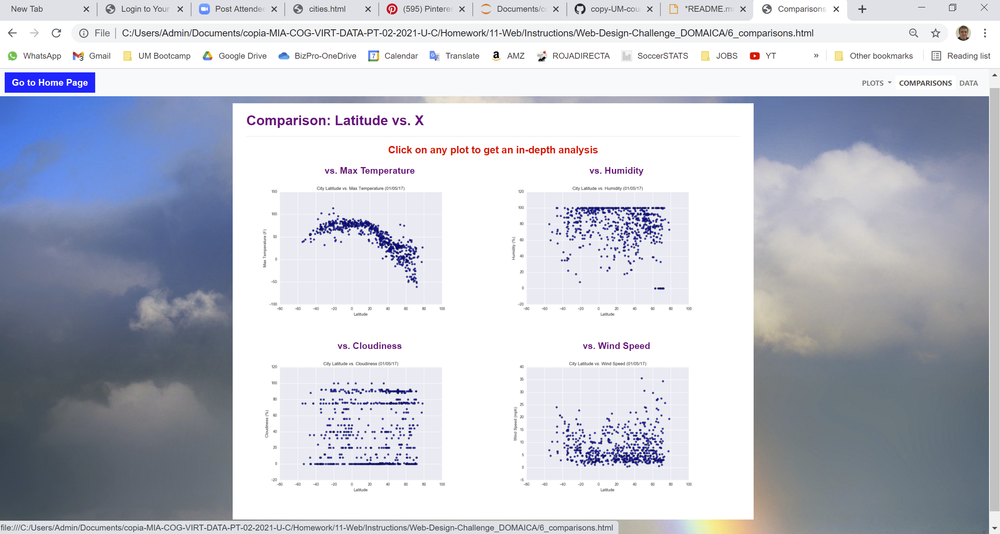 New Tab
Login to Your
Post Attendee
cities.html
(595) Pinteres
Documents/co
copy-UM-cour
*README.md
Comparisons
File
C:/Users/Admin/Documents/copia-MIA-COG-VIRT-DATA-PT-02-2021-U-C/Homework/11-Web/Instructions/Web-Design-Challenge_DOMAICA/6_comparisons.html
WhatsApp
3
Gmail
UM Bootcamp
Google Drive
BizPro-OneDrive
7
Calendar
Translate
a
AMZ
ROJADIRECTA
SoccerSTATS
JOBS
YT
»
Other bookmarks
Reading list
Go to Home Page
PLOTS
COMPARISONS
DATA
Comparison: Latitude vs. X
Click on any plot to get an in-depth analysis
vs. Max Temperature
City Latitude vs. Max Temperature (01/05/17)
150
100
50
0
−50
−100
Max Temperature (F)
−80 −60 −40 −20 0 20 40 60 80 100
Latitude
vs. Humidity
City Latitude vs. Humidity (01/05/17)
120
100
80
60
40
20
0
−20
Humidity (%)
−80 −60 −40 −20 0 20 40 60 80 100
Latitude
vs. Cloudiness
City Latitude vs. Cloudiness (01/05/17)
120
100
80
60
40
20
0
−20
Cloudiness (%)
−80 −60 −40 −20 0 20 40 60 80 100
Latitude
vs. Wind Speed
City Latitude vs. Wind Speed (01/05/17)
40
35
30
25
20
15
10
5
0
−5
Wind Speed (mph)
−80 −60 −40 −20 0 20 40 60 80 100
Latitude
file:///C:/Users/Admin/Documents/copia-MIA-COG-VIRT-DATA-PT-02-2021-U-C/Homework/11-Web/Instructions/Web-Design-Challenge_DOMAICA/6_comparisons.html